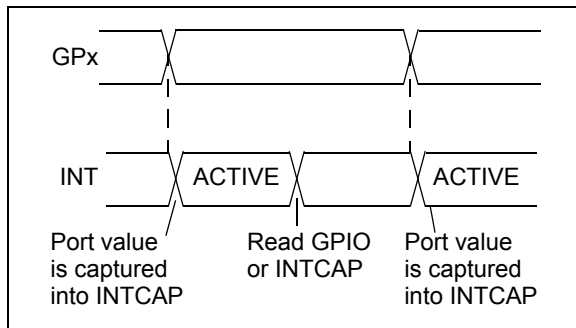 GPx
INT
ACTIVE
ACTIVE
Port value
is captured
into INTCAP
Read GPIO
or INTCAP
Port value
is captured
into INTCAP